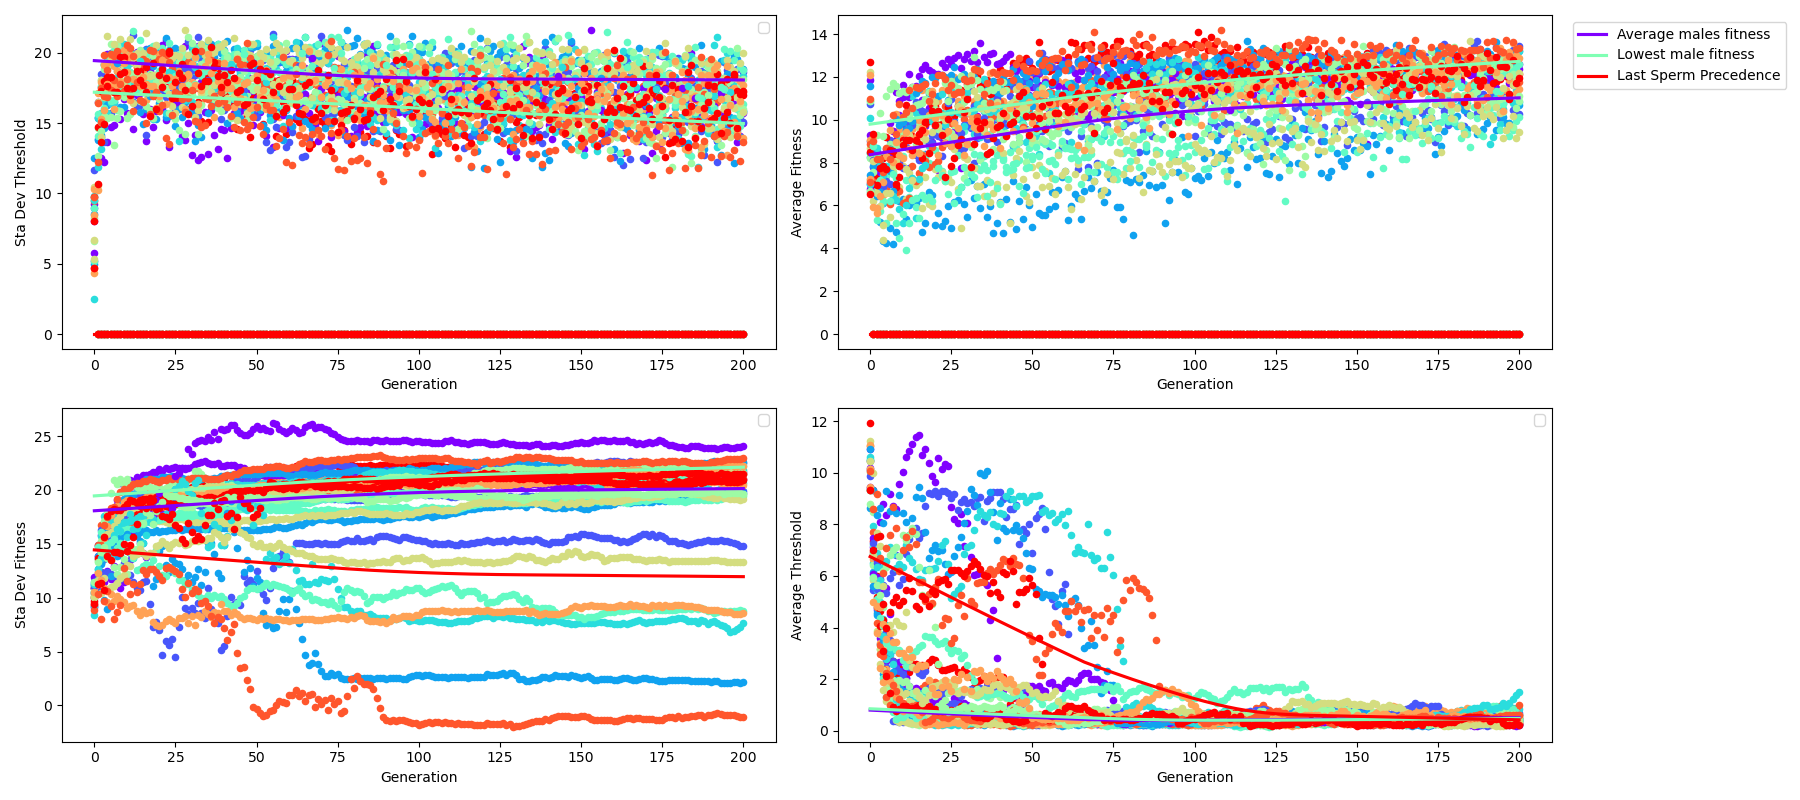 Sta Dev Threshold
20
15
10
5
0
0 25 50 75 100 125 150 175 200
Generation
Average Fitness
14
12
10
8
6
4
2
0
0 25 50 75 100 125 150 175 200
Generation
Average males fitness
Lowest male fitness
Last Sperm Precedence
Sta Dev Fitness
25
20
15
10
5
0
0 25 50 75 100 125 150 175 200
Generation
Average Threshold
12
10
8
6
4
2
0
0 25 50 75 100 125 150 175 200
Generation